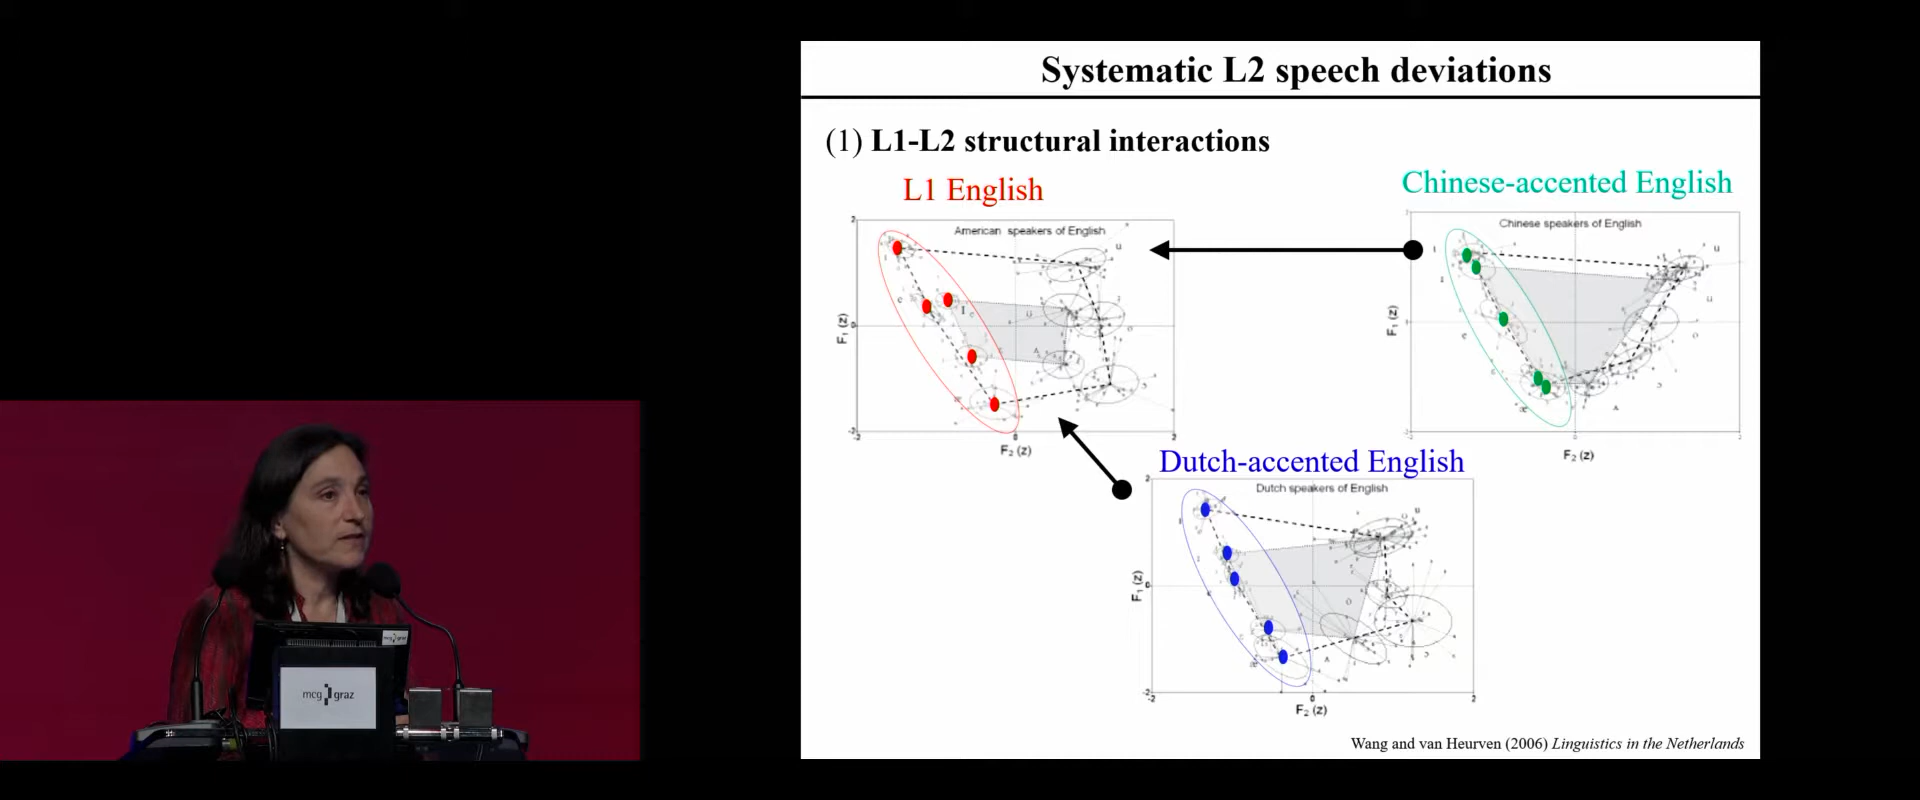 Systematic L2 speech deviations
(1) L1-L2 structural interactions
L1 English
Chinese-accented English
American speakers of English
Chinese speakers of English
F₁ (z)
F₂ (z)
F₁ (z)
F₂ (z)
Dutch-accented English
Dutch speakers of English
F₁ (z)
F₂ (z)
Wang and van Heurven (2006) Linguistics in the Netherlands
mcg graz
mcg graz